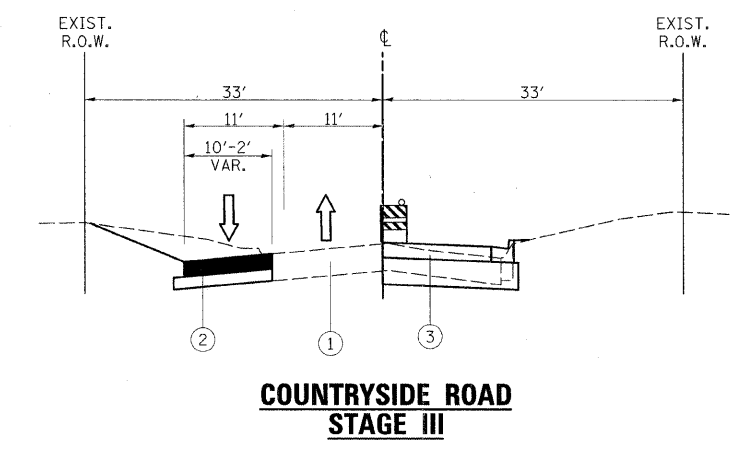 EXIST.
R.O.W.
℄
EXIST.
R.O.W.
33'
33'
11'
11'
10'-2'
VAR.
2
1
3
COUNTRYSIDE ROAD
STAGE III